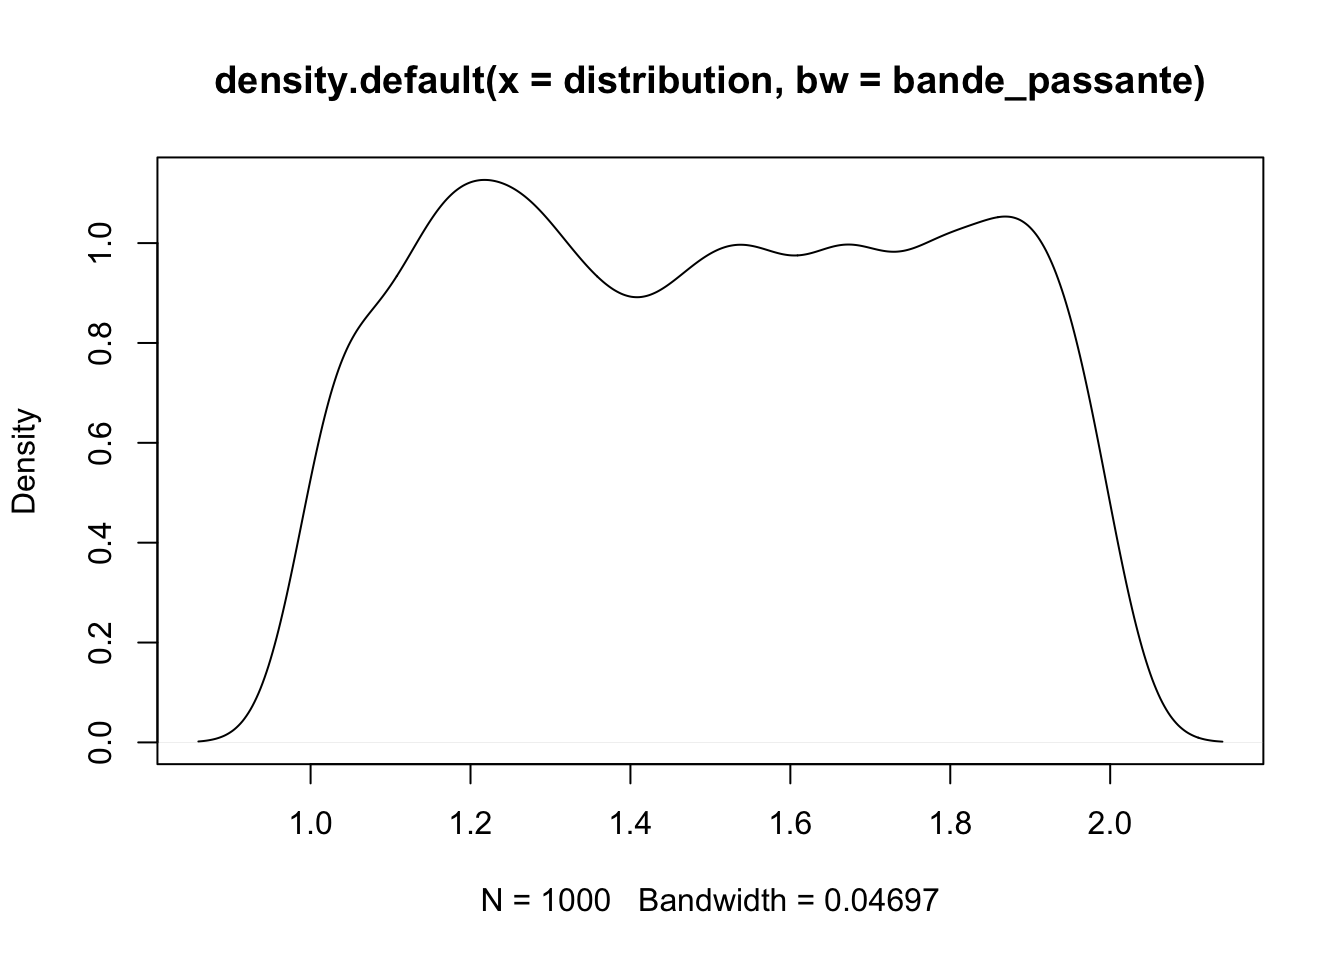 density.default(x = distribution, bw = bande_passante)
Density
1.0
0.8
0.6
0.4
0.2
0.0
1.0 1.2 1.4 1.6 1.8 2.0
N = 1000 Bandwidth = 0.04697